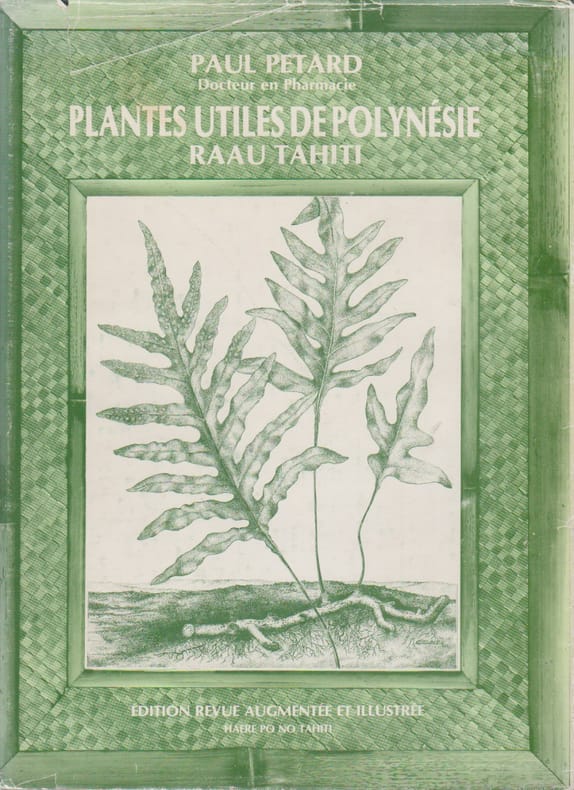 PAUL PETARD
Docteur en Pharmacie
PLANTES UTILES DE POLYNÉSIE
RAAU TAHITI
ÉDITION REVUE AUGMENTÉE ET ILLUSTRÉE
HAERE PO NO TAHITI